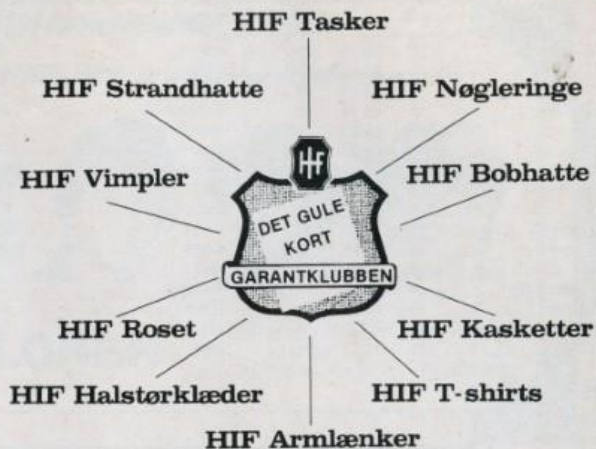 HIF Tasker
HIF Strandhatte
HIF Nøgleringe
HIF Vimpler
HIF Bobhatte
HIF
DET GULE
KORT
GARANTKLUBBEN
HIF Roset
HIF Kasketter
HIF Halstørklæder
HIF T-shirts
HIF Armlænker